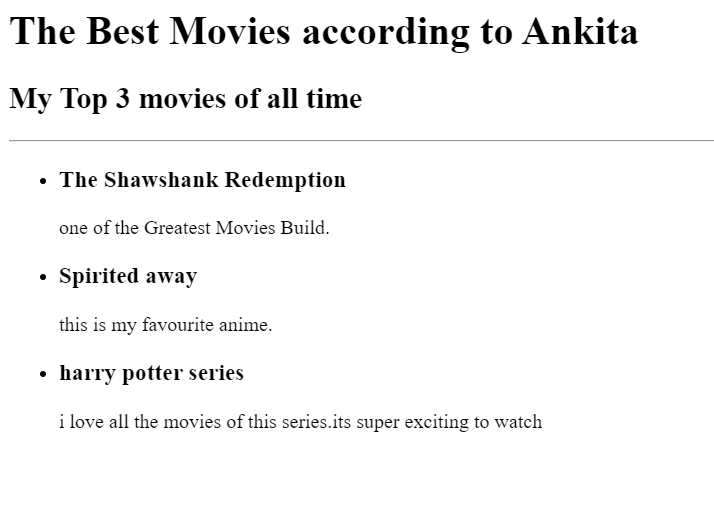 The Best Movies according to Ankita
My Top 3 movies of all time
The Shawshank Redemption
one of the Greatest Movies Build.
Spirited away
this is my favourite anime.
harry potter series
i love all the movies of this series.its super exciting to watch